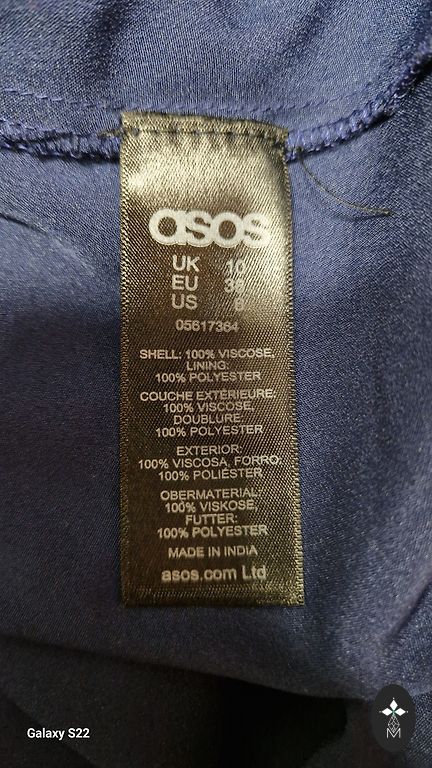 asos
UK 10
EU 38
US 6
05617364
SHELL: 100% VISCOSE,
LINING:
100% POLYESTER
COUCHE EXTÉRIEURE:
100% VISCOSE,
DOUBLURE:
100% POLYESTER
EXTERIOR:
100% VISCOSA, FORRO:
100% POLIÉSTER
OBERMATERIAL:
100% VISKOSE,
FUTTER:
100% POLYESTER
MADE IN INDIA
asos.com Ltd
Galaxy S22